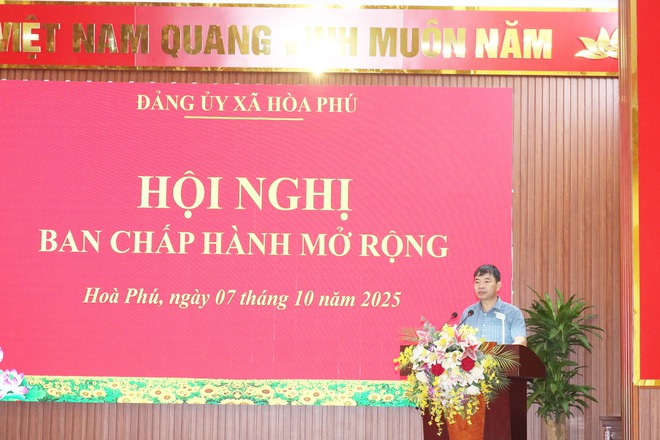 VIỆT NAM QUANG VINH MUÔN NĂM
ĐẢNG ỦY XÃ HÒA PHÚ
HỘI NGHỊ
BAN CHẤP HÀNH MỞ RỘNG
Hoà Phú, ngày 07 tháng 10 năm 2025